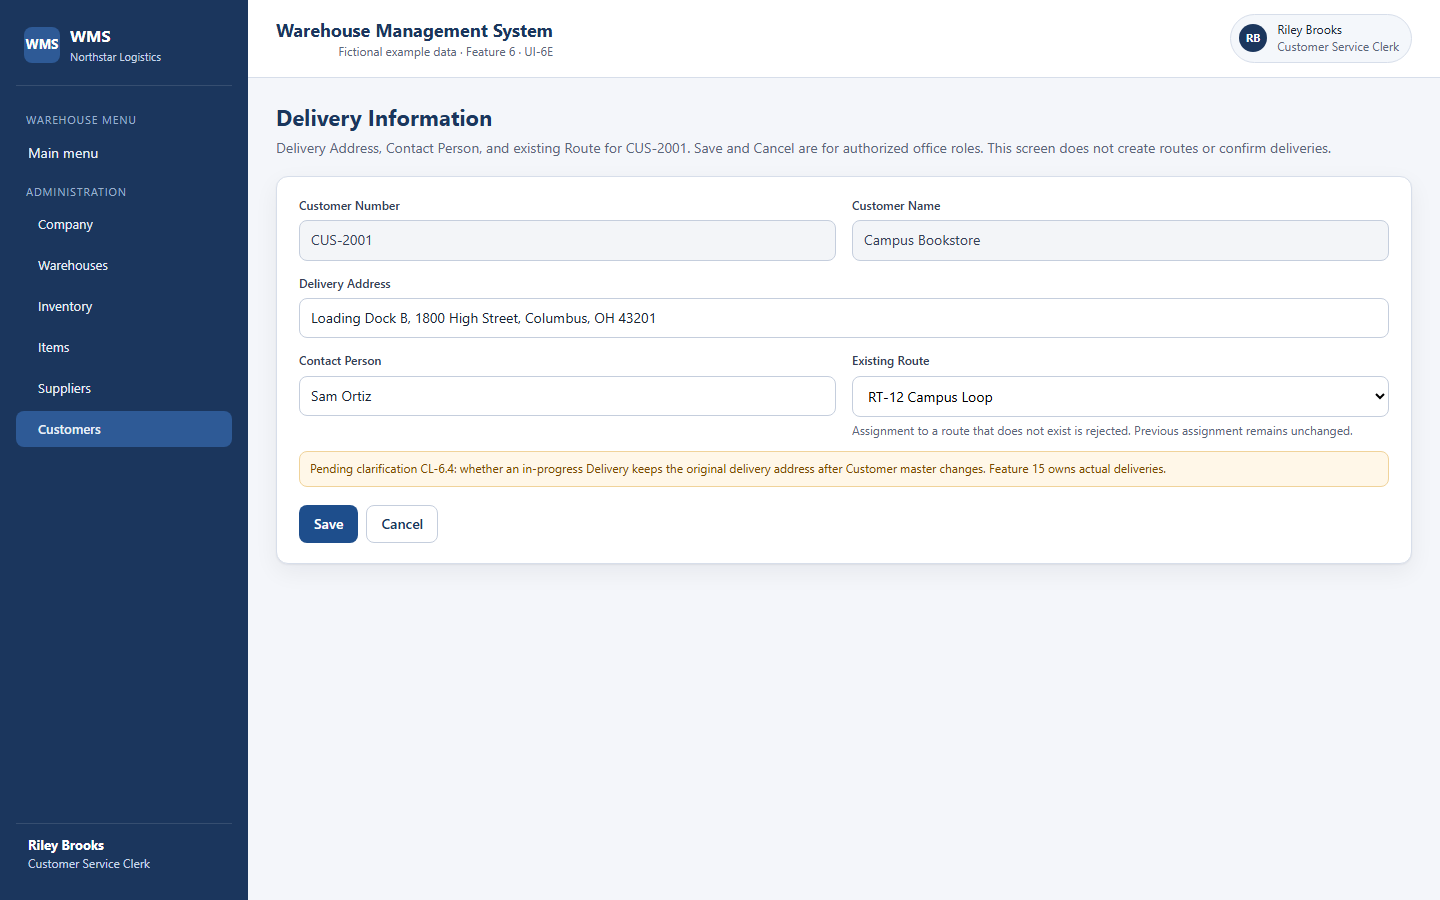 WMS
WMS
Northstar Logistics
WAREHOUSE MENU
Main menu
ADMINISTRATION
Company
Warehouses
Inventory
Items
Suppliers
Customers
Riley Brooks
Customer Service Clerk
Warehouse Management System
Fictional example data · Feature 6 · UI-6E
RB
Riley Brooks
Customer Service Clerk
Delivery Information
Delivery Address, Contact Person, and existing Route for CUS-2001. Save and Cancel are for authorized office roles. This screen does not create routes or confirm deliveries.
Customer Number
CUS-2001
Customer Name
Campus Bookstore
Delivery Address
Loading Dock B, 1800 High Street, Columbus, OH 43201
Contact Person
Sam Ortiz
Existing Route
RT-12 Campus Loop
Assignment to a route that does not exist is rejected. Previous assignment remains unchanged.
Pending clarification CL-6.4: whether an in-progress Delivery keeps the original delivery address after Customer master changes. Feature 15 owns actual deliveries.
Save
Cancel